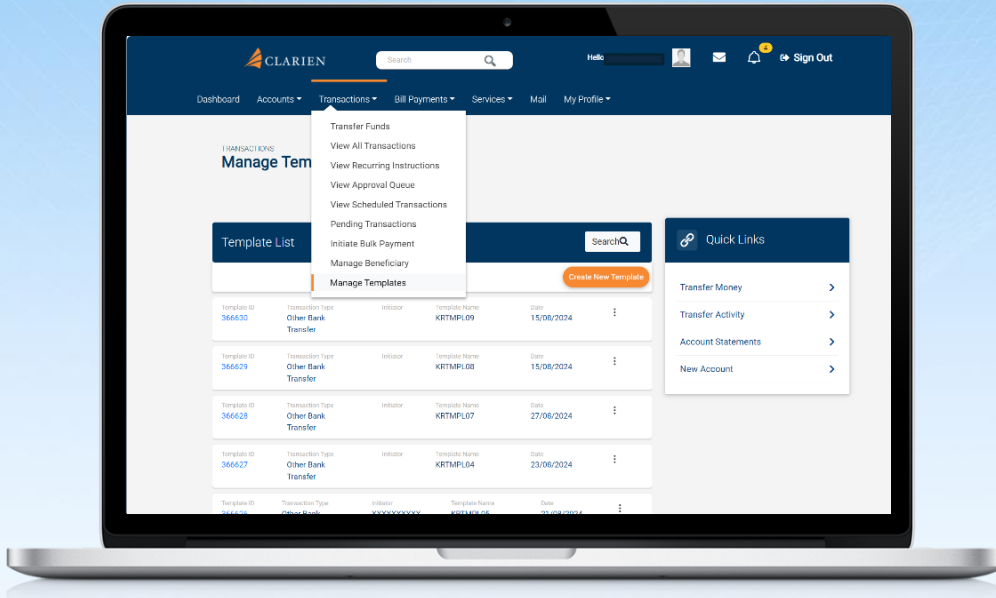 CLARIEN
Search
Hello
4
Sign Out
Dashboard
Accounts
Transactions
Bill Payments
Services
Mail
My Profile
Transfer Funds
View All Transactions
View Recurring Instructions
View Approval Queue
View Scheduled Transactions
Pending Transactions
Initiate Bulk Payment
Manage Beneficiary
Manage Templates
TRANSACTIONS
Manage Tem
Template List
Search
Create New Template
Template ID Transaction Type Initiator Template Name Date
366630 Other Bank KRTMPL09 15/08/2024
Transfer
Template ID Transaction Type Initiator Template Name Date
366629 Other Bank KRTMPL08 15/08/2024
Transfer
Template ID Transaction Type Initiator Template Name Date
366628 Other Bank KRTMPL07 27/08/2024
Transfer
Template ID Transaction Type Initiator Template Name Date
366627 Other Bank KRTMPL04 23/08/2024
Transfer
Template ID Transaction Type Initiator Template Name Date
Other Bank XXXXXXXXXX
Quick Links
Transfer Money
Transfer Activity
Account Statements
New Account